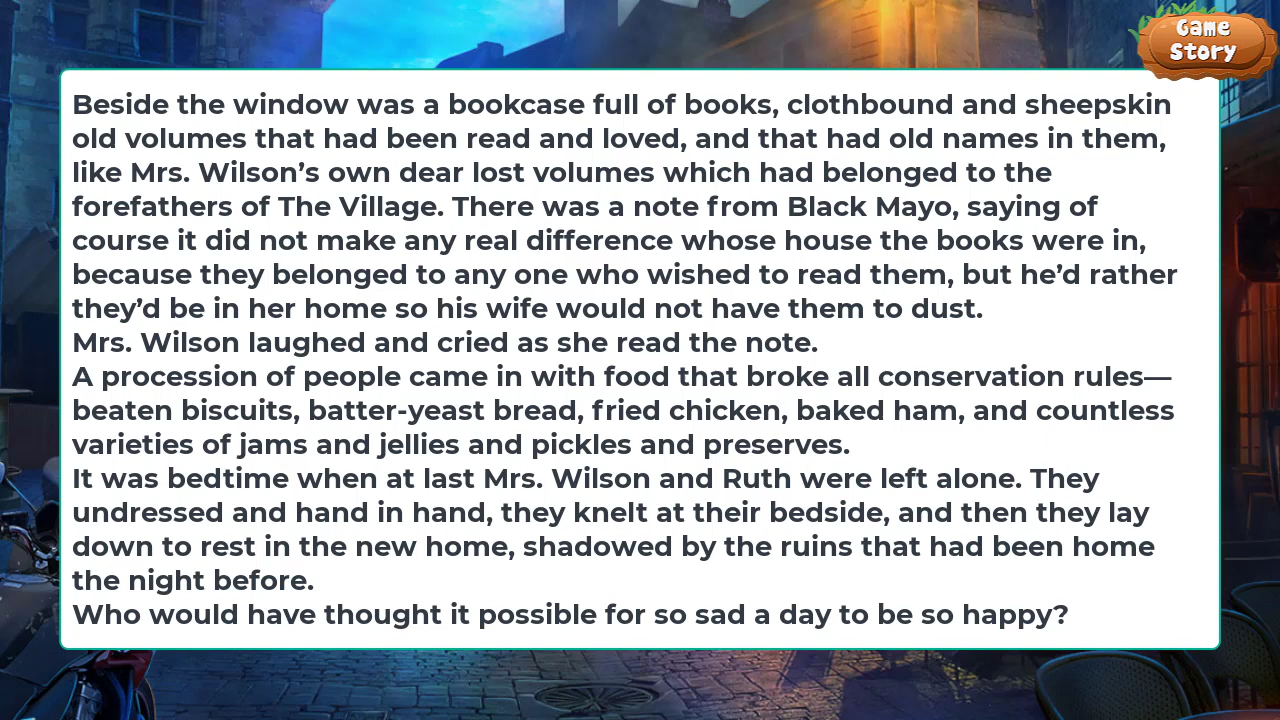 Game
Story
Beside the window was a bookcase full of books, clothbound and sheepskin
old volumes that had been read and loved, and that had old names in them,
like Mrs. Wilson’s own dear lost volumes which had belonged to the
forefathers of The Village. There was a note from Black Mayo, saying of
course it did not make any real difference whose house the books were in,
because they belonged to any one who wished to read them, but he’d rather
they’d be in her home so his wife would not have them to dust.
Mrs. Wilson laughed and cried as she read the note.
A procession of people came in with food that broke all conservation rules—
beaten biscuits, batter-yeast bread, fried chicken, baked ham, and countless
varieties of jams and jellies and pickles and preserves.
It was bedtime when at last Mrs. Wilson and Ruth were left alone. They
undressed and hand in hand, they knelt at their bedside, and then they lay
down to rest in the new home, shadowed by the ruins that had been home
the night before.
Who would have thought it possible for so sad a day to be so happy?